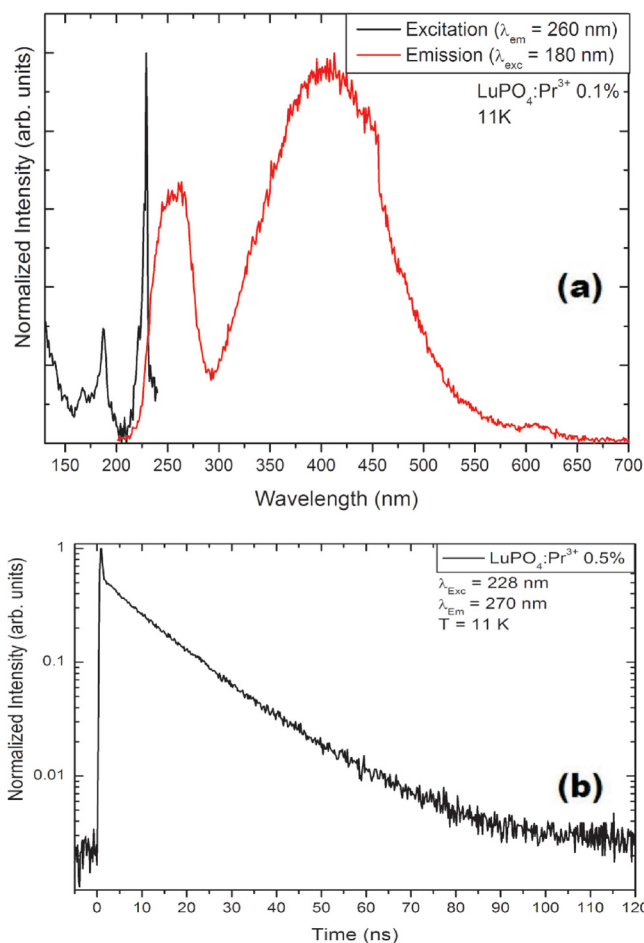 Normalized Intensity (arb. units)
Excitation (λem = 260 nm)
Emission (λexc = 180 nm)
LuPO4:Pr3+ 0.1%
11K
(a)
150 200 250 300 350 400 450 500 550 600 650 700
Wavelength (nm)
Normalized Intensity (arb. units)
1
0.1
0.01
LuPO4:Pr3+ 0.5%
λExc = 228 nm
λEm = 270 nm
T = 11 K
(b)
0 10 20 30 40 50 60 70 80 90 100 110 120
Time (ns)